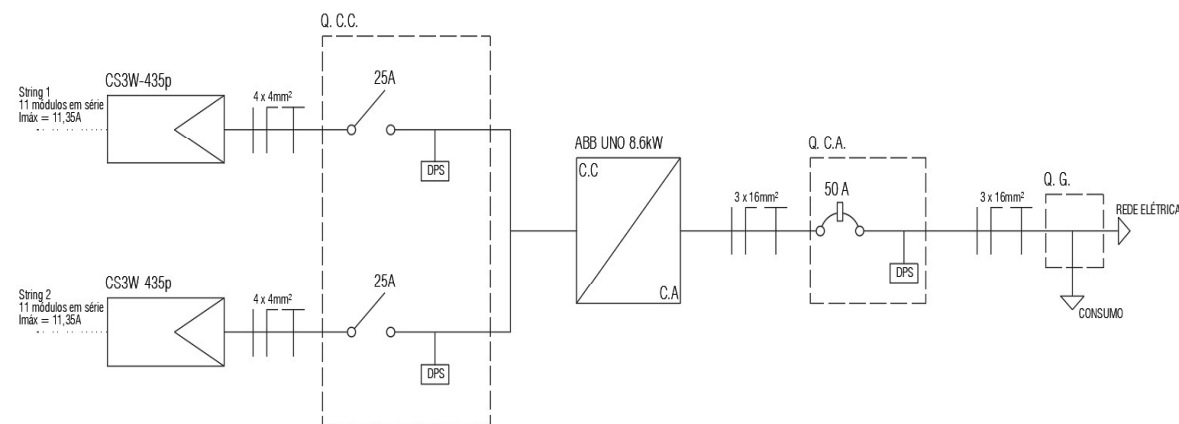 Q. C.C.
CS3W-435p
String 1
11 módulos em série
Imáx = 11,35A
4 x 4mm²
25A
DPS
ABB UNO 8.6kW
C.C
C.A
3 x 16mm²
Q. C.A.
50 A
DPS
3 x 16mm²
Q. G.
REDE ELÉTRICA
CONSUMO
CS3W 435p
String 2
11 módulos em série
Imáx = 11,35A
4 x 4mm²
25A
DPS